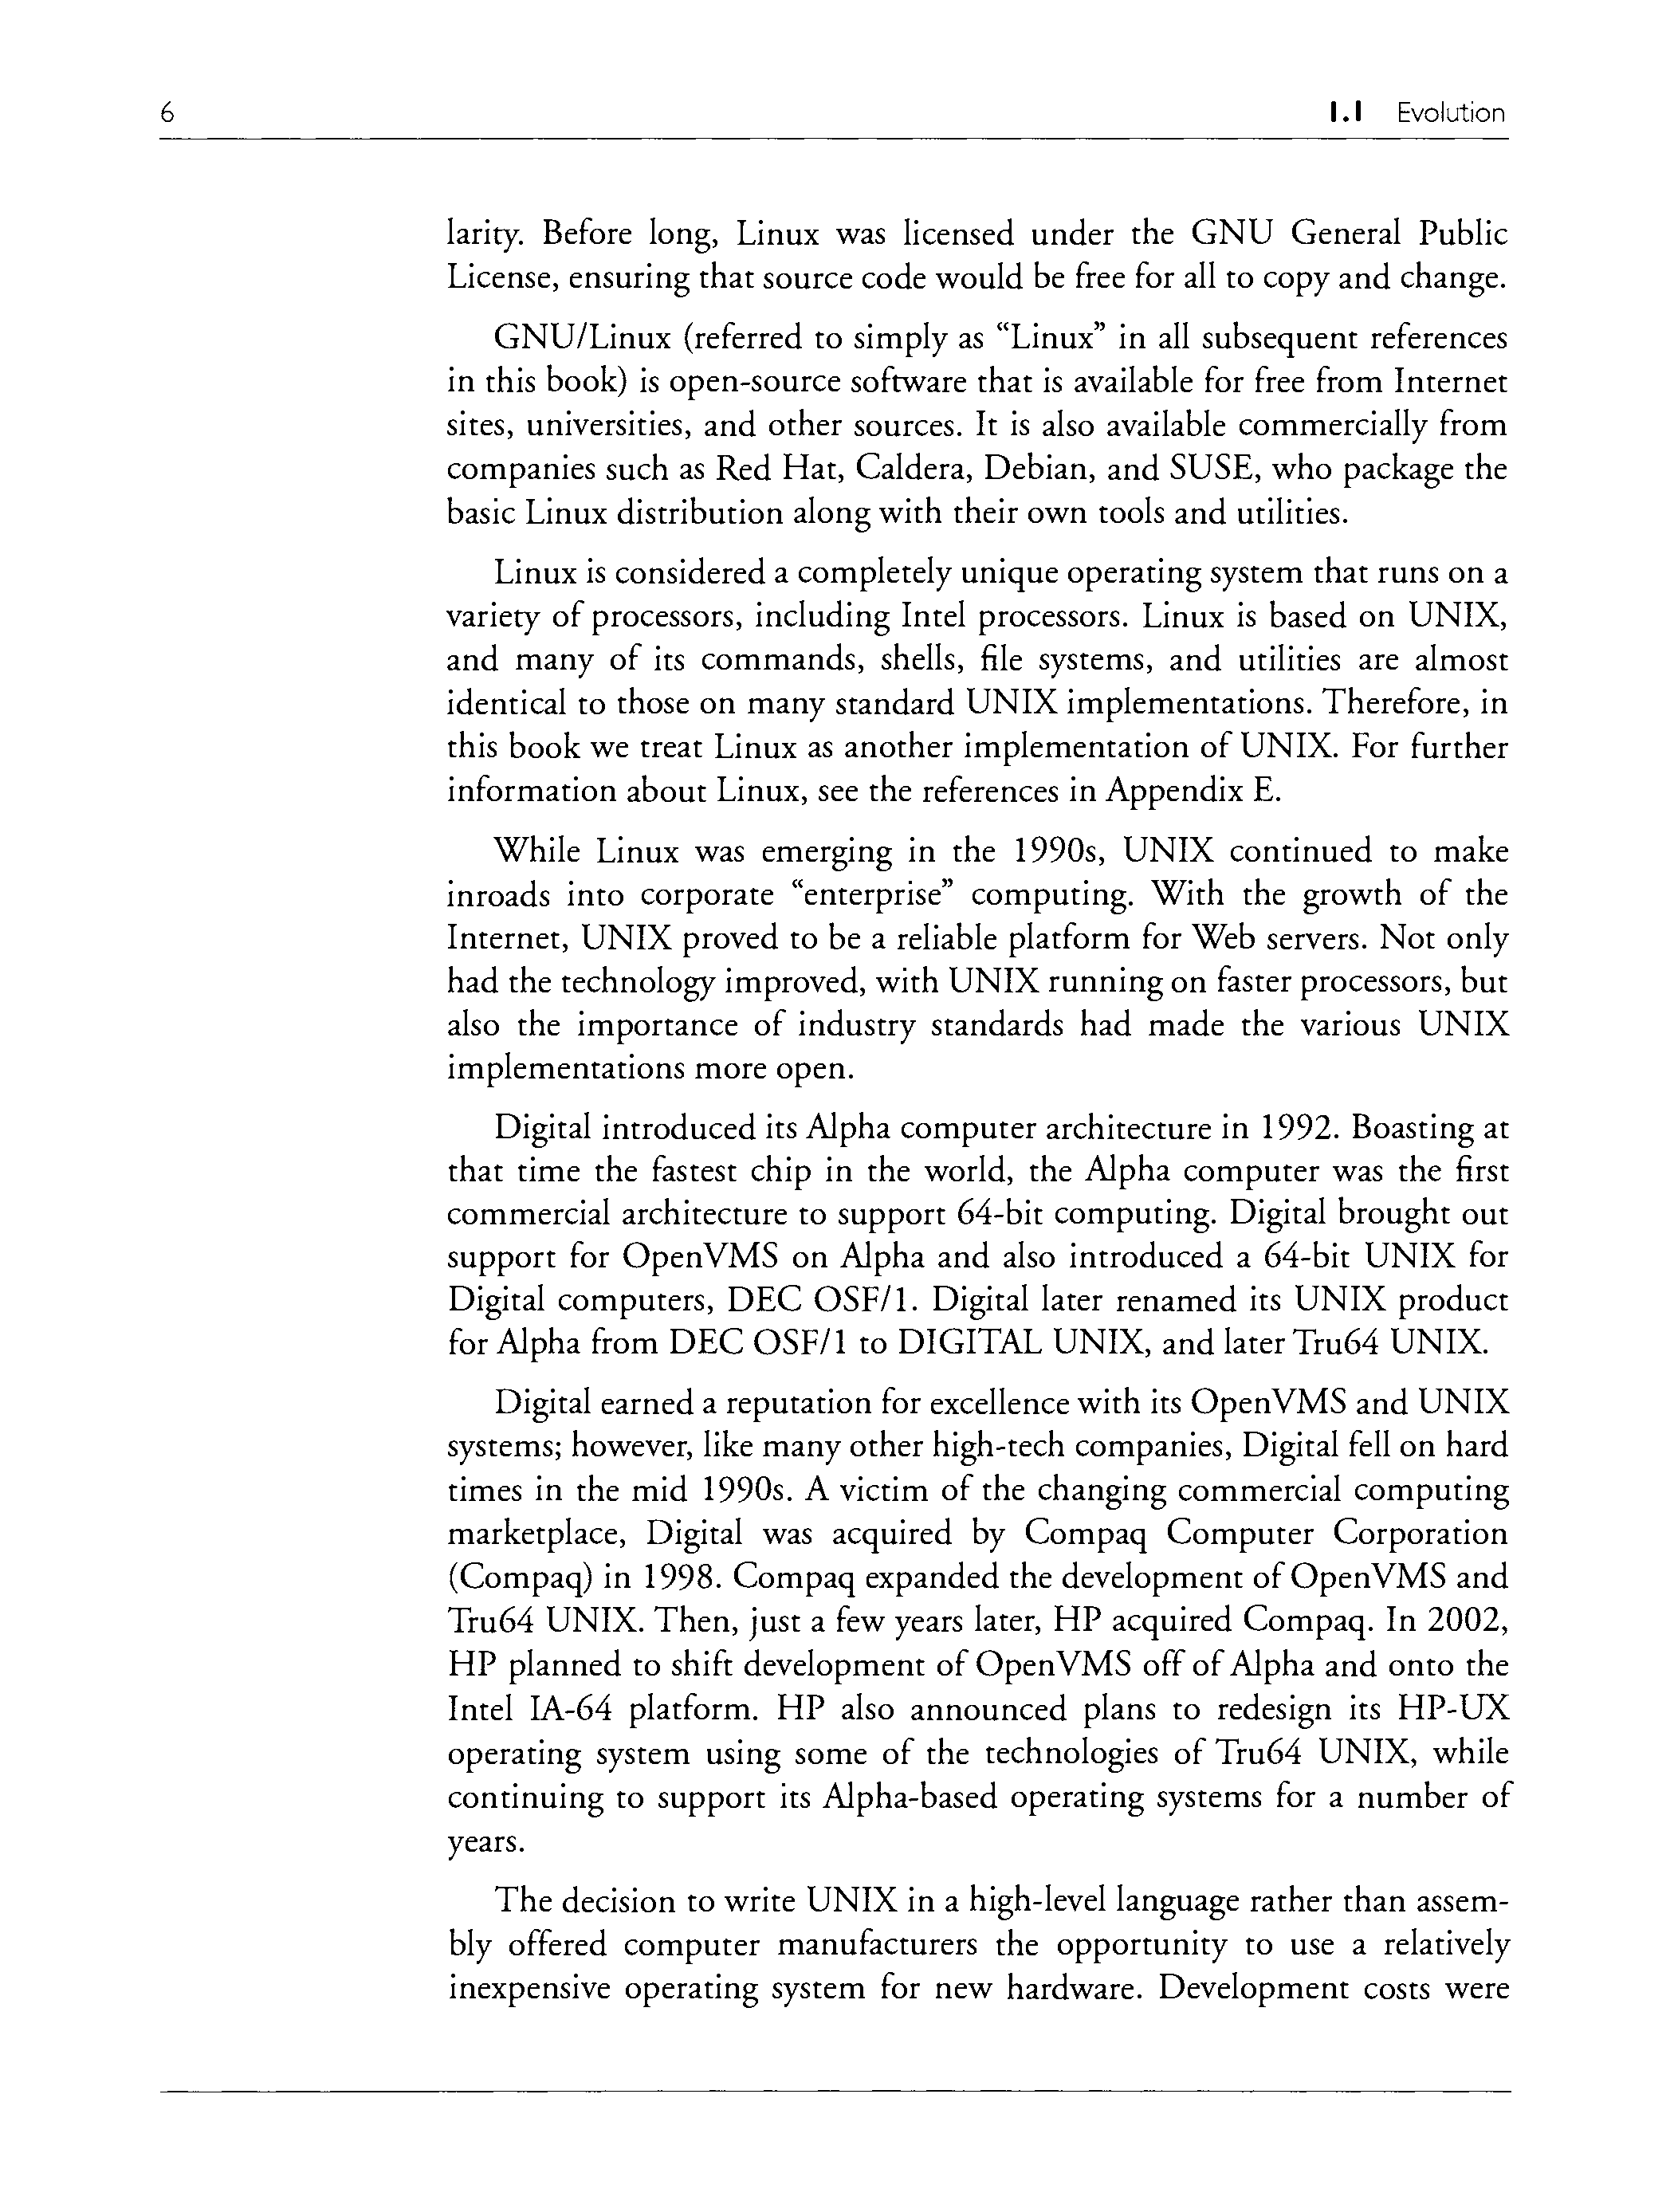 6 1.1 Evolution
larity. Before long, Linux was licensed under the GNU General Public
License, ensuring that source code would be free for all to copy and change.
GNU/Linux (referred to simply as “Linux” in all subsequent references
in this book) is open-source software that is available for free from Internet
sites, universities, and other sources. It is also available commercially from
companies such as Red Hat, Caldera, Debian, and SUSE, who package the
basic Linux distribution along with their own tools and utilities.
Linux is considered a completely unique operating system that runs on a
variety of processors, including Intel processors. Linux is based on UNIX,
and many of its commands, shells, file systems, and utilities are almost
identical to those on many standard UNIX implementations. Therefore, in
this book we treat Linux as another implementation of UNIX. For further
information about Linux, see the references in Appendix E.
While Linux was emerging in the 1990s, UNIX continued to make
inroads into corporate “enterprise” computing. With the growth of the
Internet, UNIX proved to be a reliable platform for Web servers. Not only
had the technology improved, with UNIX running on faster processors, but
also the importance of industry standards had made the various UNIX
implementations more open.
Digital introduced its Alpha computer architecture in 1992. Boasting at
that time the fastest chip in the world, the Alpha computer was the first
commercial architecture to support 64-bit computing. Digital brought out
support for OpenVMS on Alpha and also introduced a 64-bit UNIX for
Digital computers, DEC OSF/1. Digital later renamed its UNIX product
for Alpha from DEC OSF/1 to DIGITAL UNIX, and later Tru64 UNIX.
Digital earned a reputation for excellence with its OpenVMS and UNIX
systems; however, like many other high-tech companies, Digital fell on hard
times in the mid 1990s. A victim of the changing commercial computing
marketplace, Digital was acquired by Compaq Computer Corporation
(Compaq) in 1998. Compaq expanded the development of OpenVMS and
Tru64 UNIX. Then, just a few years later, HP acquired Compaq. In 2002,
HP planned to shift development of OpenVMS off of Alpha and onto the
Intel IA-64 platform. HP also announced plans to redesign its HP-UX
operating system using some of the technologies of Tru64 UNIX, while
continuing to support its Alpha-based operating systems for a number of
years.
The decision to write UNIX in a high-level language rather than assem-
bly offered computer manufacturers the opportunity to use a relatively
inexpensive operating system for new hardware. Development costs were